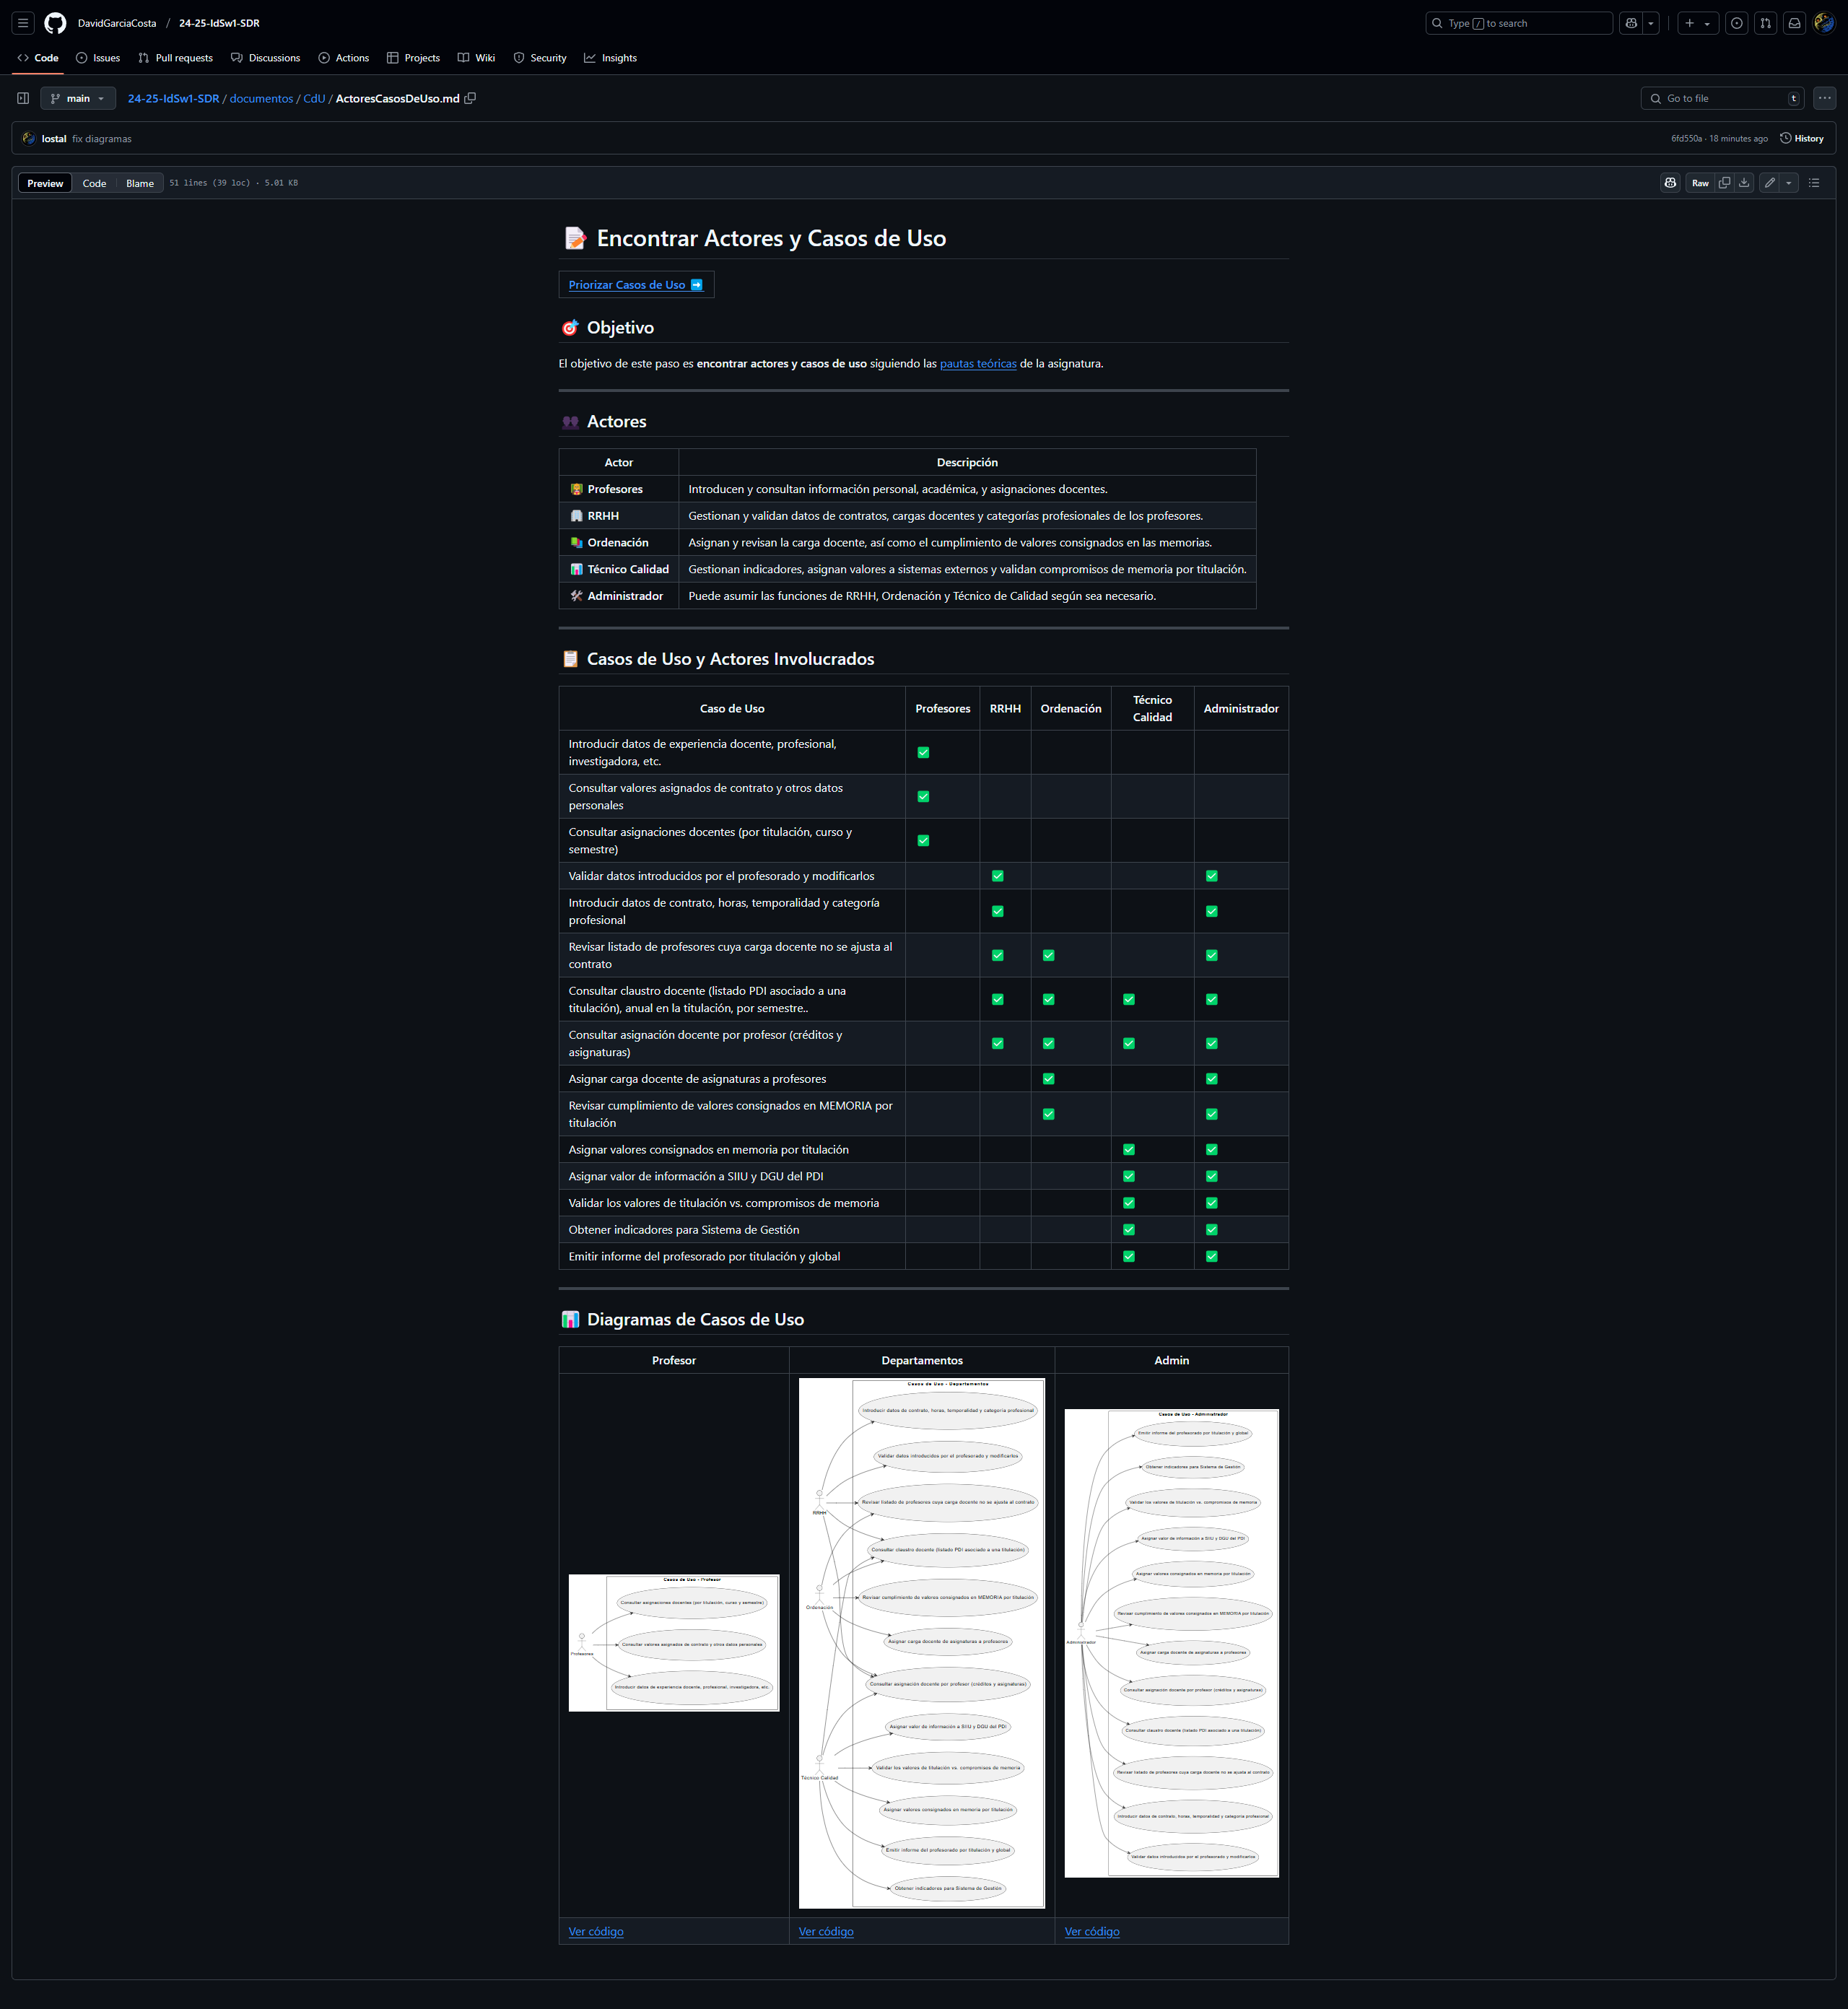 DavidGarciaCosta / 24-25-IdSw1-SDR
Type / to search
Code Issues Pull requests Discussions Actions Projects Wiki Security Insights
main 24-25-IdSw1-SDR / documentos / CdU / ActoresCasosDeUso.md
Go to file t
lostal fix diagramas
6fd550a · 18 minutes ago History
Preview Code Blame 51 lines (39 loc) · 5.01 KB
Raw
Encontrar Actores y Casos de Uso
Priorizar Casos de Uso ➡️
Objetivo
El objetivo de este paso es encontrar actores y casos de uso siguiendo las pautas teóricas de la asignatura.
Actores
Actor Descripción
Profesores Introducen y consultan información personal, académica, y asignaciones docentes.
RRHH Gestionan y validan datos de contratos, cargas docentes y categorías profesionales de los profesores.
Ordenación Asignan y revisan la carga docente, así como el cumplimiento de valores consignados en las memorias.
Técnico Calidad Gestionan indicadores, asignan valores a sistemas externos y validan compromisos de memoria por titulación.
Administrador Puede asumir las funciones de RRHH, Ordenación y Técnico de Calidad según sea necesario.
Casos de Uso y Actores Involucrados
Caso de Uso Profesores RRHH Ordenación Técnico Calidad Administrador
Introducir datos de experiencia docente, profesional,
investigadora, etc. ✅
Consultar valores asignados de contrato y otros datos
personales ✅
Consultar asignaciones docentes (por titulación, curso y
semestre) ✅
Validar datos introducidos por el profesorado y modificarlos ✅ ✅
Introducir datos de contrato, horas, temporalidad y categoría
profesional ✅ ✅
Revisar listado de profesores cuya carga docente no se ajusta al
contrato ✅ ✅ ✅
Consultar claustro docente (listado PDI asociado a una
titulación), anual en la titulación, por semestre.. ✅ ✅ ✅ ✅
Consultar asignación docente por profesor (créditos y
asignaturas) ✅ ✅ ✅ ✅
Asignar carga docente de asignaturas a profesores ✅ ✅
Revisar cumplimiento de valores consignados en MEMORIA por
titulación ✅ ✅
Asignar valores consignados en memoria por titulación ✅ ✅
Asignar valor de información a SIIU y DGU del PDI ✅ ✅
Validar los valores de titulación vs. compromisos de memoria ✅ ✅
Obtener indicadores para Sistema de Gestión ✅ ✅
Emitir informe del profesorado por titulación y global ✅ ✅
Diagramas de Casos de Uso
Profesor Departamentos Admin
Casos de Uso - Profesor
Consultar asignaciones docentes (por titulación, curso y semestre)
Consultar valores asignados de contrato y otros datos personales
Profesores
Introducir datos de experiencia docente, profesional, investigadora, etc.
Casos de Uso - Departamentos
Introducir datos de contrato, horas, temporalidad y categoría profesional
Validar datos introducidos por el profesorado y modificarlos
Revisar listado de profesores cuya carga docente no se ajusta al contrato
RRHH
Consultar claustro docente (listado PDI asociado a una titulación)
Revisar cumplimiento de valores consignados en MEMORIA por titulación
Ordenación
Asignar carga docente de asignaturas a profesores
Consultar asignación docente por profesor (créditos y asignaturas)
Asignar valor de información a SIIU y DGU del PDI
Validar los valores de titulación vs. compromisos de memoria
Técnico Calidad
Asignar valores consignados en memoria por titulación
Emitir informe del profesorado por titulación y global
Obtener indicadores para Sistema de Gestión
Casos de Uso - Administrador
Emitir informe del profesorado por titulación y global
Obtener indicadores para Sistema de Gestión
Validar los valores de titulación vs. compromisos de memoria
Asignar valor de información a SIIU y DGU del PDI
Asignar valores consignados en memoria por titulación
Revisar cumplimiento de valores consignados en MEMORIA por titulación
Administrador
Asignar carga docente de asignaturas a profesores
Consultar asignación docente por profesor (créditos y asignaturas)
Consultar claustro docente (listado PDI asociado a una titulación)
Revisar listado de profesores cuya carga docente no se ajusta al contrato
Introducir datos de contrato, horas, temporalidad y categoría profesional
Validar datos introducidos por el profesorado y modificarlos
Ver código Ver código Ver código